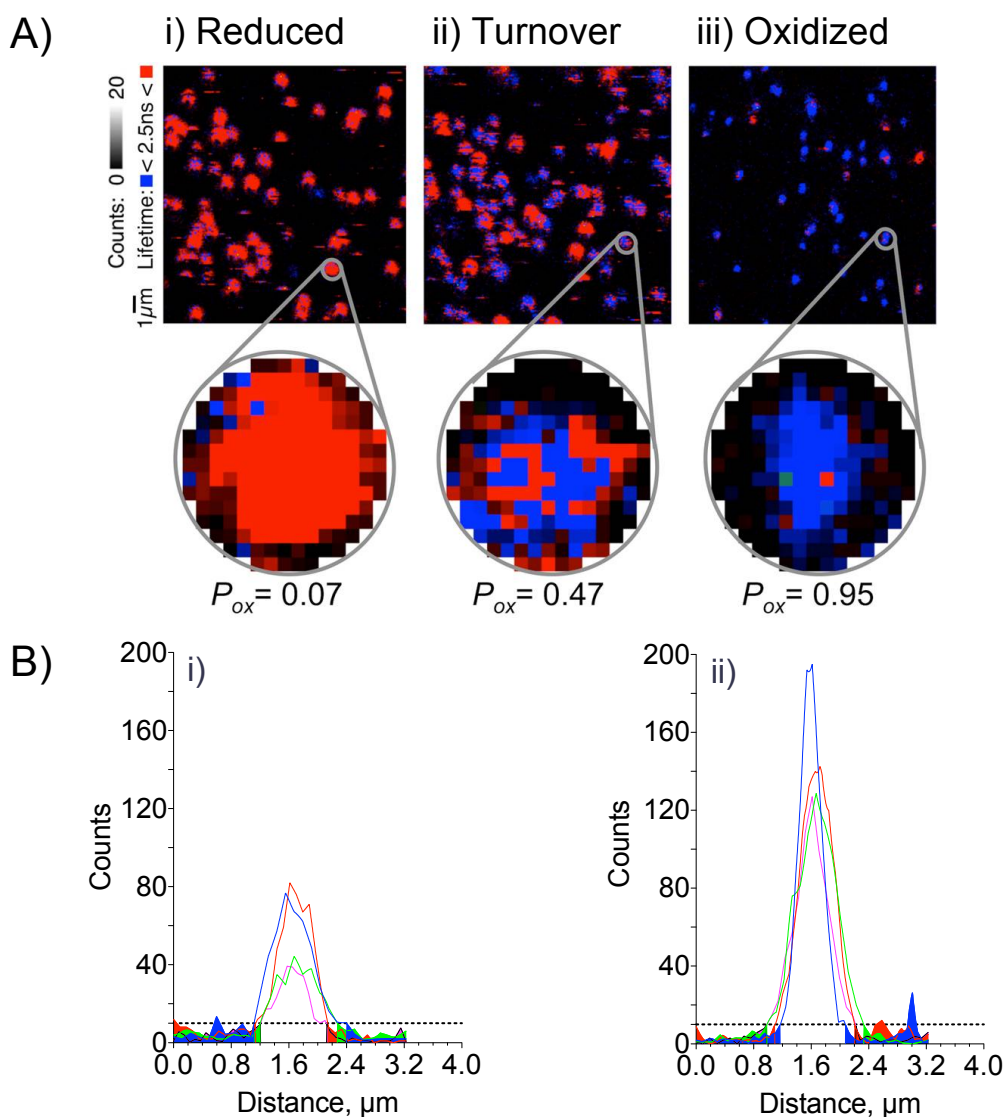 A)
i) Reduced
ii) Turnover
iii) Oxidized
1μm Lifetime: < 2.5ns <
Counts: 0 20
Pox= 0.07
Pox= 0.47
Pox= 0.95
B)
i)
200
160
120
80
40
0
Counts
0.0 0.8 1.6 2.4 3.2 4.0
Distance, µm
ii)
200
160
120
80
40
0
Counts
0.0 0.8 1.6 2.4 3.2 4.0
Distance, µm